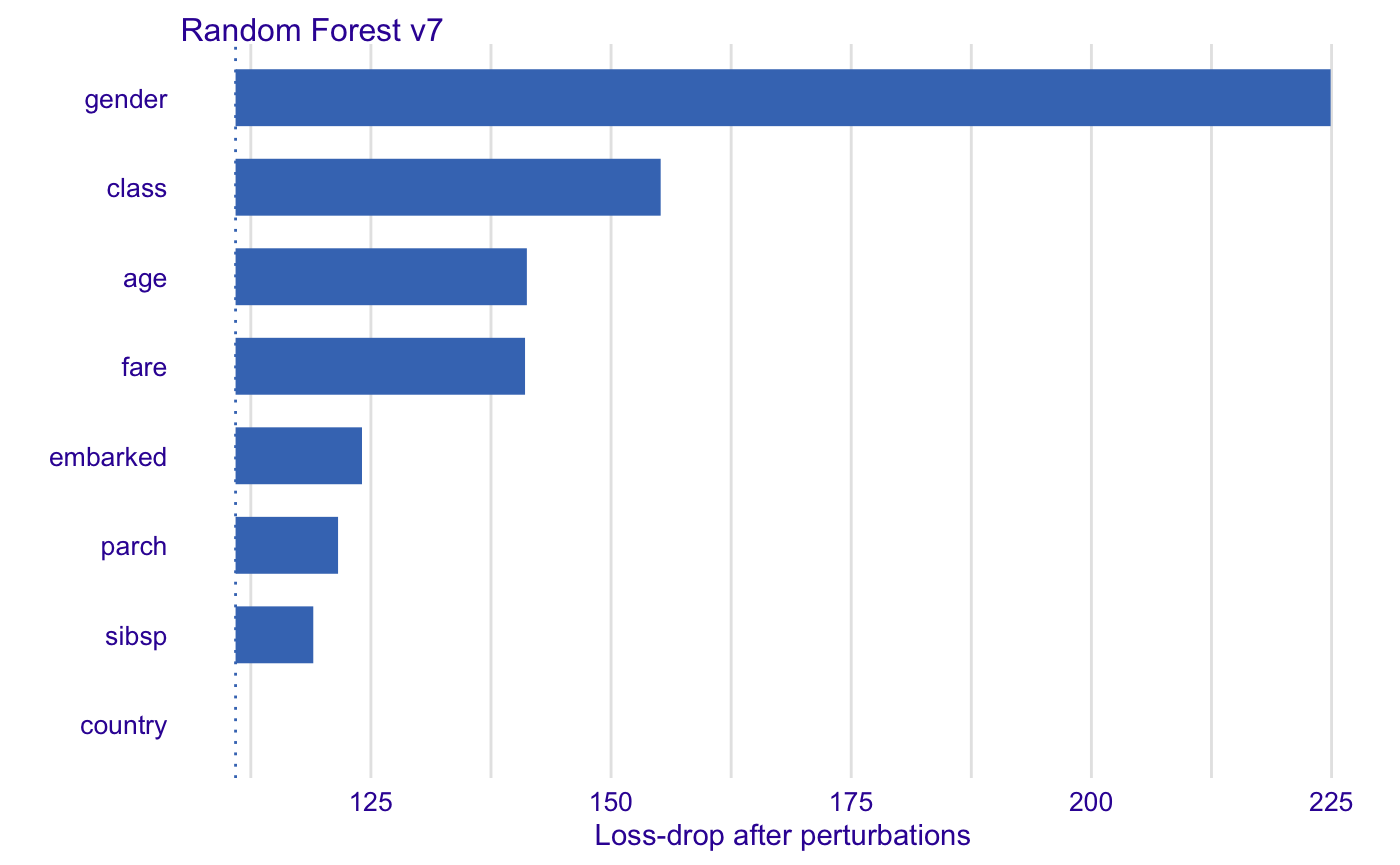 Random Forest v7
gender
class
age
fare
embarked
parch
sibsp
country
125 150 175 200 225
Loss-drop after perturbations